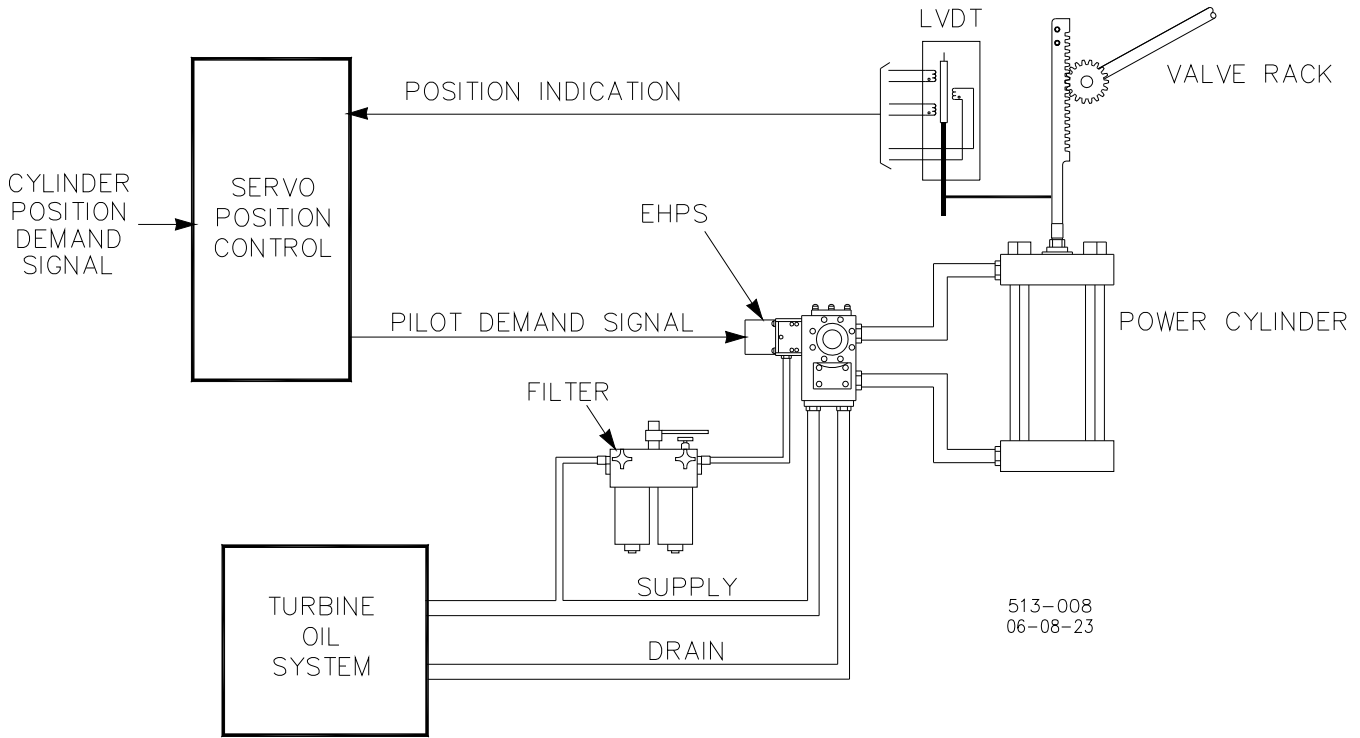 LVDT
VALVE RACK
POSITION INDICATION
CYLINDER
POSITION
DEMAND
SIGNAL
SERVO
POSITION
CONTROL
EHPS
PILOT DEMAND SIGNAL
POWER CYLINDER
FILTER
SUPPLY
TURBINE
OIL
SYSTEM
DRAIN
513-008
06-08-23